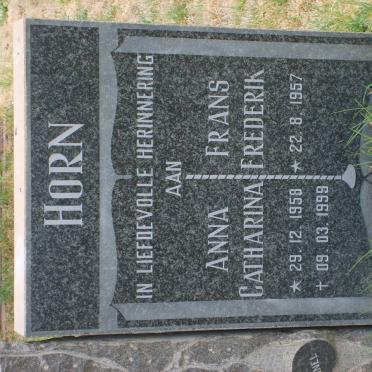 HORN
IN LIEFDEVOLLE HERINNERING
AAN
ANNA FRANS
CATHARINA FREDERIK
★ 29. 12. 1958 ★ 22. 8. 1957
+ 09. 03. 1999